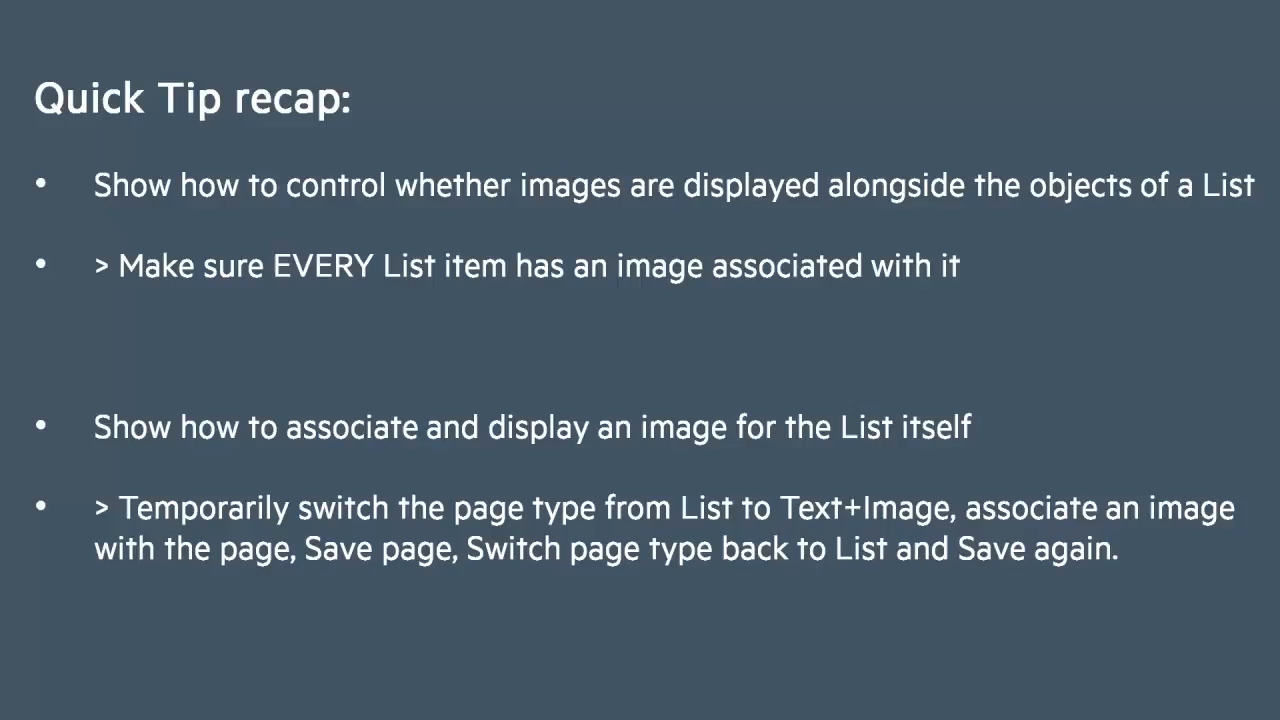 Quick Tip recap:
• Show how to control whether images are displayed alongside the objects of a List
• > Make sure EVERY List item has an image associated with it
• Show how to associate and display an image for the List itself
• > Temporarily switch the page type from List to Text+Image, associate an image
with the page, Save page, Switch page type back to List and Save again.